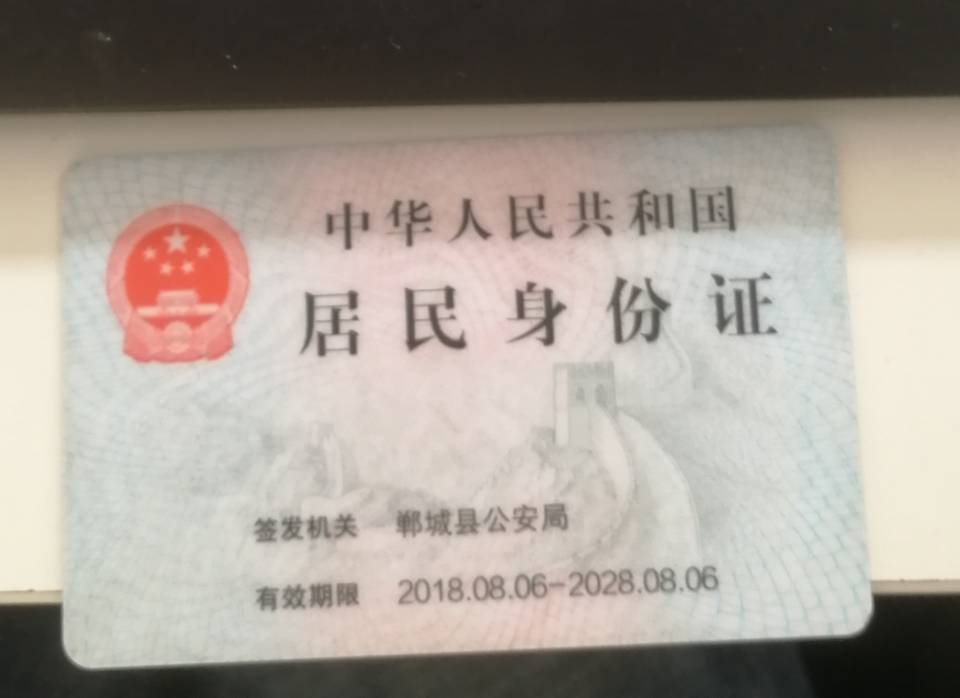 中华人民共和国
居民身份证
签发机关 郸城县公安局
有效期限 2018.08.06-2028.08.06